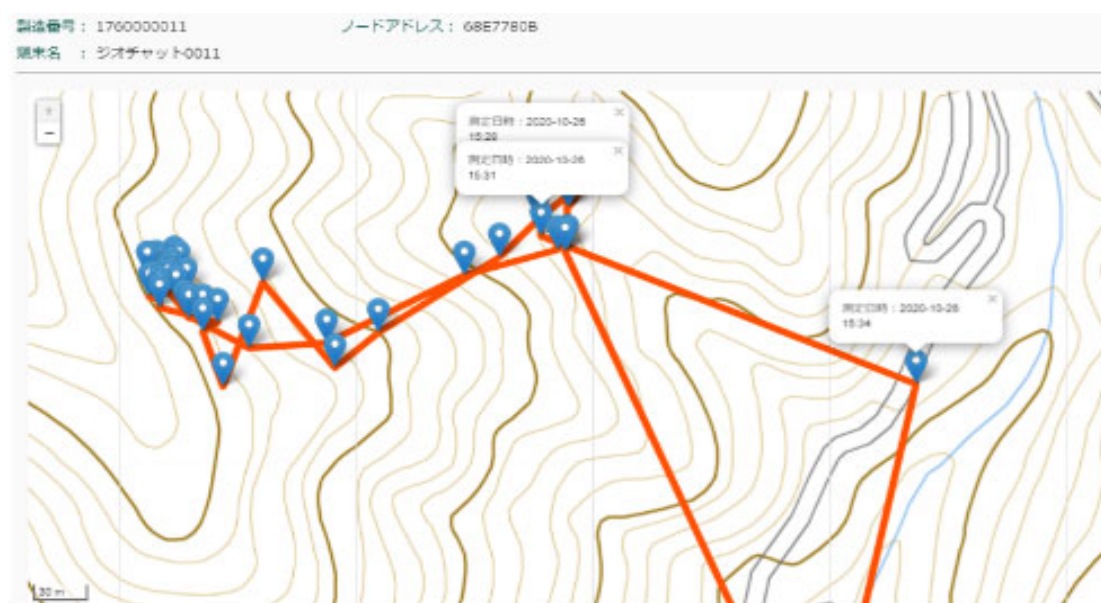 製造番号： 1760000011
ノードアドレス： 68E7780B
端末名 ： ジオチャット0011
+
−
測定日時：2020-10-26
15:28
測定日時：2020-10-26
15:31
測定日時：2020-10-26
15:34
30 m